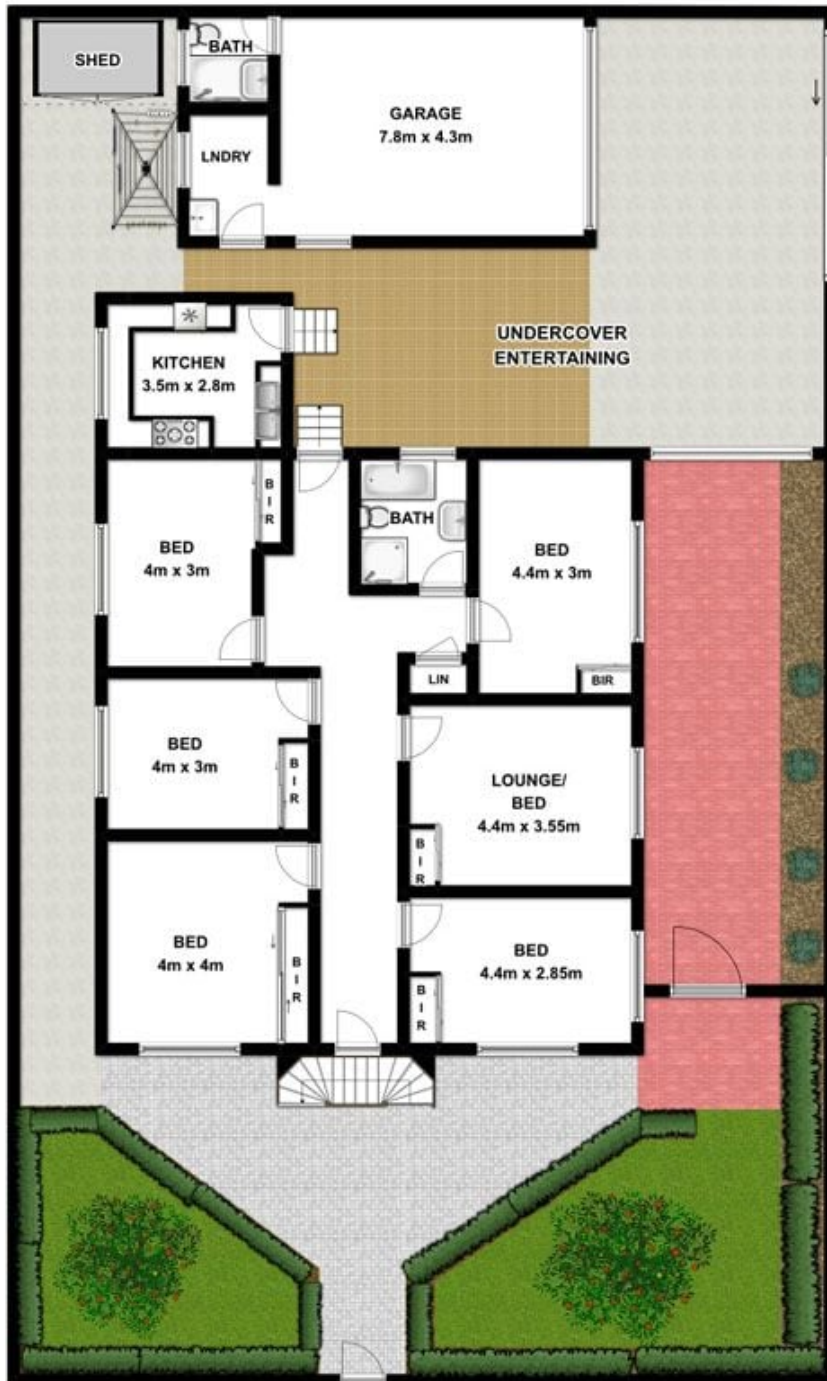 SHED
BATH
GARAGE
7.8m x 4.3m
LNDRY
UNDERCOVER
ENTERTAINING
KITCHEN
3.5m x 2.8m
B
I
R
BED
4m x 3m
BATH
BED
4.4m x 3m
LIN
BIR
BED
4m x 3m
B
I
R
LOUNGE/
BED
4.4m x 3.55m
B
I
R
BED
4m x 4m
B
I
R
BED
4.4m x 2.85m
B
I
R